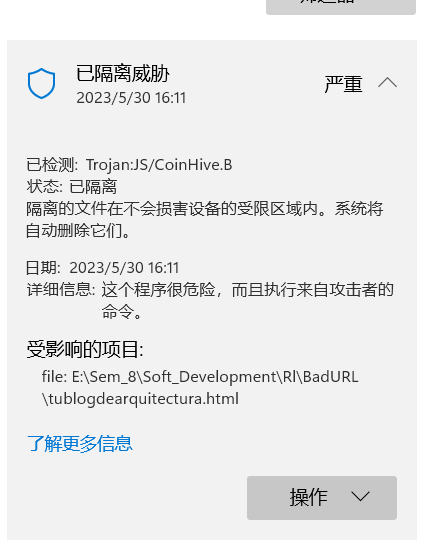 已隔离威胁
2023/5/30 16:11
严重
已检测: Trojan:JS/CoinHive.B
状态: 已隔离
隔离的文件在不会损害设备的受限区域内。系统将
自动删除它们。
日期: 2023/5/30 16:11
详细信息: 这个程序很危险，而且执行来自攻击者的
命令。
受影响的项目:
file: E:\Sem_8\Soft_Development\Rl\BadURL
\tublogdearquitectura.html
了解更多信息
操作